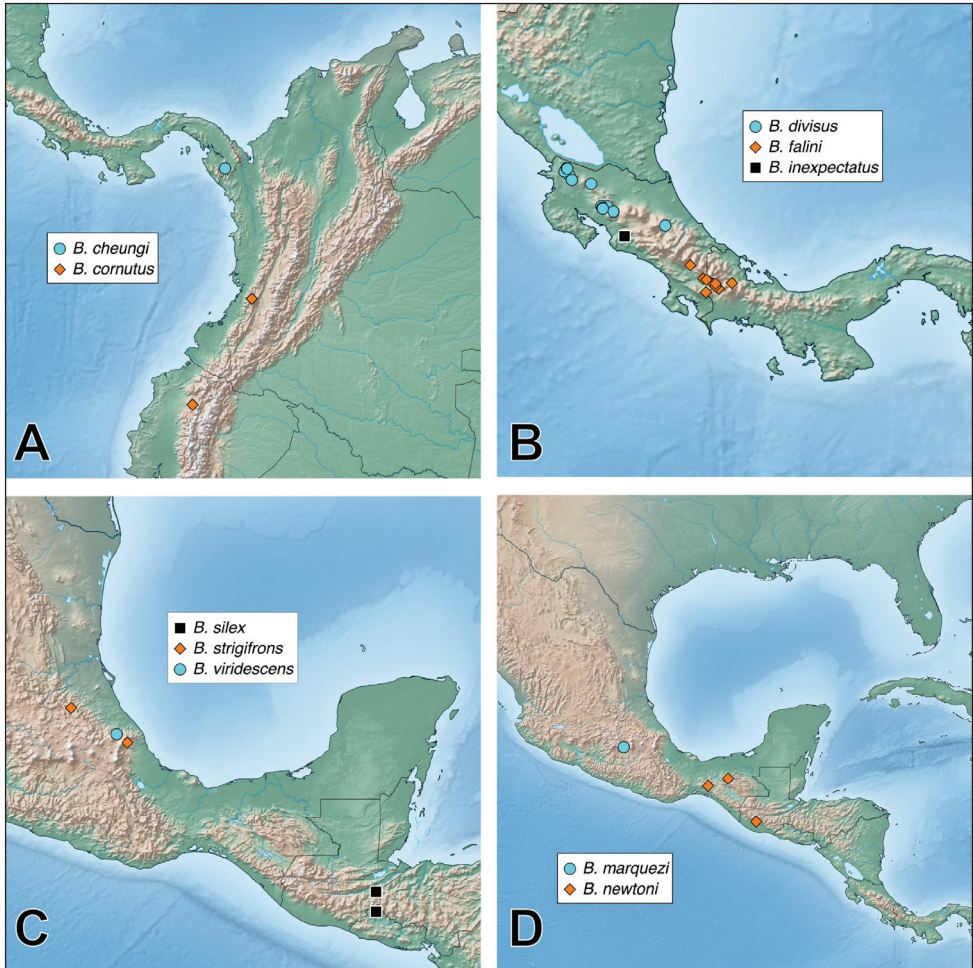 B. cheungi
B. cornutus
A
B. divisus
B. falini
B. inexpectatus
B
B. silex
B. strigifrons
B. viridescens
C
B. marquezi
B. newtoni
D